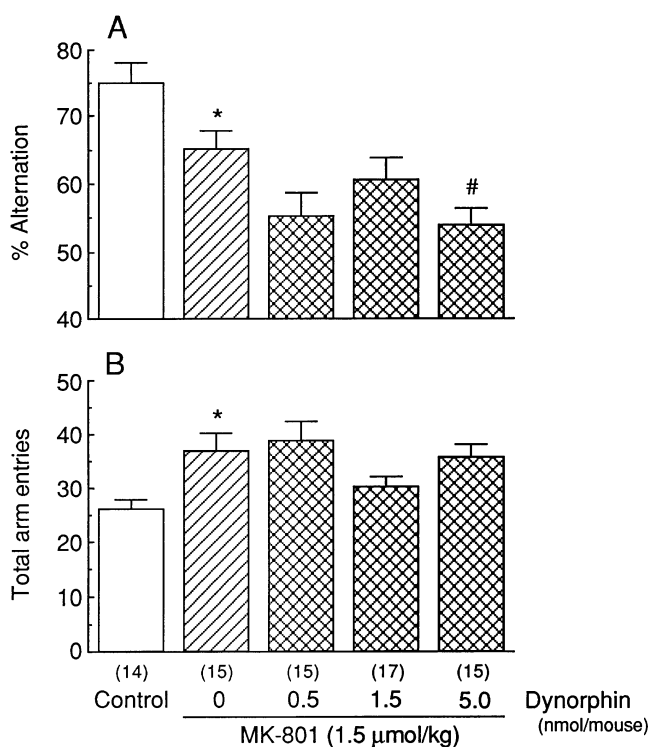 A
80
70
60
50
40
% Alternation
*
#
B
50
40
30
20
10
0
Total arm entries
*
(14) (15) (15) (17) (15)
Control 0 0.5 1.5 5.0 Dynorphin
(nmol/mouse)
MK-801 (1.5 μmol/kg)